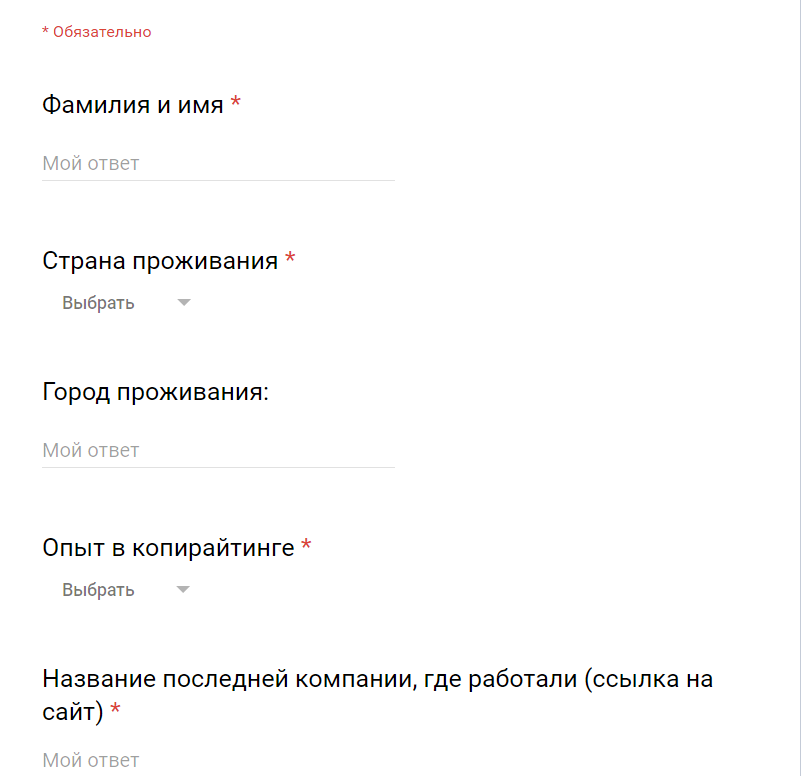 * Обязательно
Фамилия и имя *
Мой ответ
Страна проживания *
Выбрать
Город проживания:
Мой ответ
Опыт в копирайтинге *
Выбрать
Название последней компании, где работали (ссылка на
сайт) *
Мой ответ